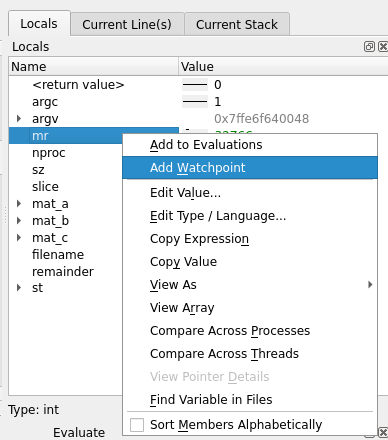 Locals Current Line(s) Current Stack
Locals
Name Value
<return value> 0
argc 1
argv 0x7ffe6f640048
mr
nproc
sz
slice
mat_a
mat_b
mat_c
filename
remainder
st
Add to Evaluations
Add Watchpoint
Edit Value...
Edit Type / Language...
Copy Expression
Copy Value
View As
View Array
Compare Across Processes
Compare Across Threads
View Pointer Details
Find Variable in Files
Sort Members Alphabetically
Type: int
Evaluate